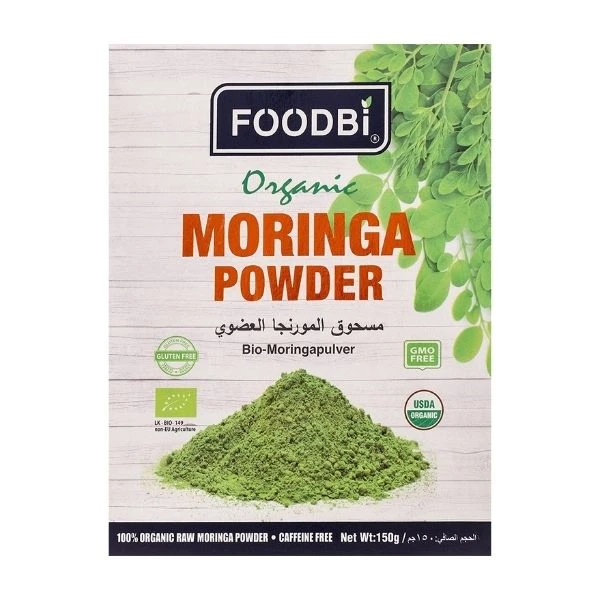 FOODBi®
Organic
MORINGA
POWDER
مسحوق المورنجا العضوي
Bio-Moringapulver
GLUTEN FREE
GMO
FREE
USDA
ORGANIC
LK - BIO - 149
non-EU Agriculture
100% ORGANIC RAW MORINGA POWDER • CAFFEINE FREE Net Wt:150g / الحجم الصافي: ١٥٠جم